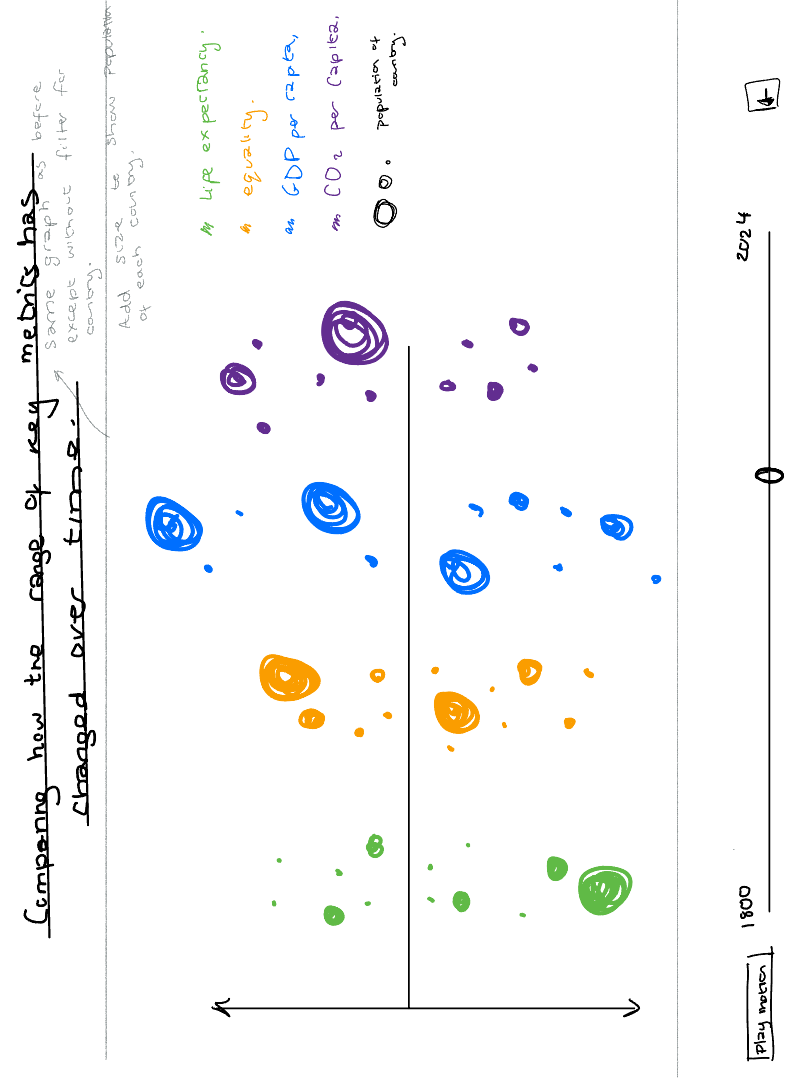 Comparing how the range of key metrics has
changed over time.
Same graph as before
except without filter for
country.
Add size to show population
of each country.
Life expectancy.
equality.
GDP per capta,
CO2 per Capita,
population of
country.
Play motion
1800
2024